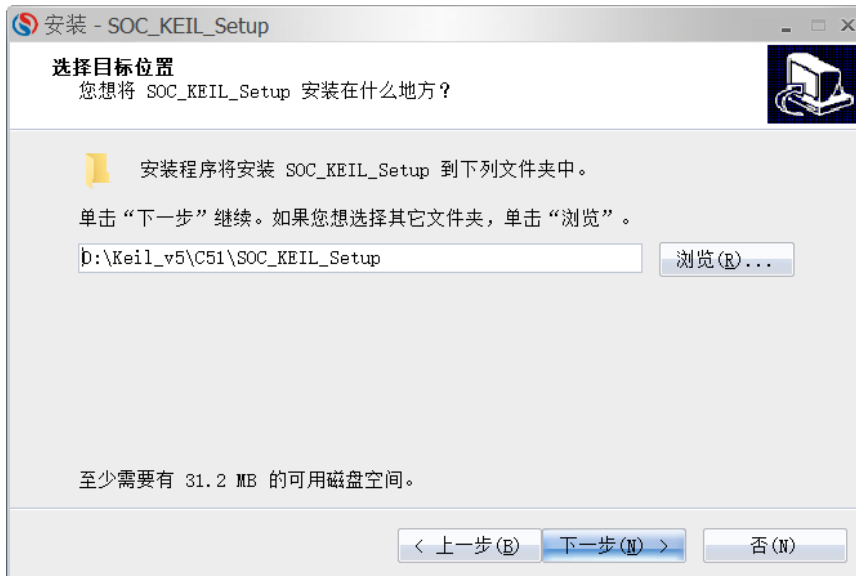 安装 - SOC_KEIL_Setup
选择目标位置
您想将 SOC_KEIL_Setup 安装在什么地方？
安装程序将安装 SOC_KEIL_Setup 到下列文件夹中。
单击“下一步”继续。如果您想选择其它文件夹，单击“浏览”。
D:\Keil_v5\C51\SOC_KEIL_Setup
浏览(R)...
至少需要有 31.2 MB 的可用磁盘空间。
< 上一步(B) 下一步(N) > 否(N)